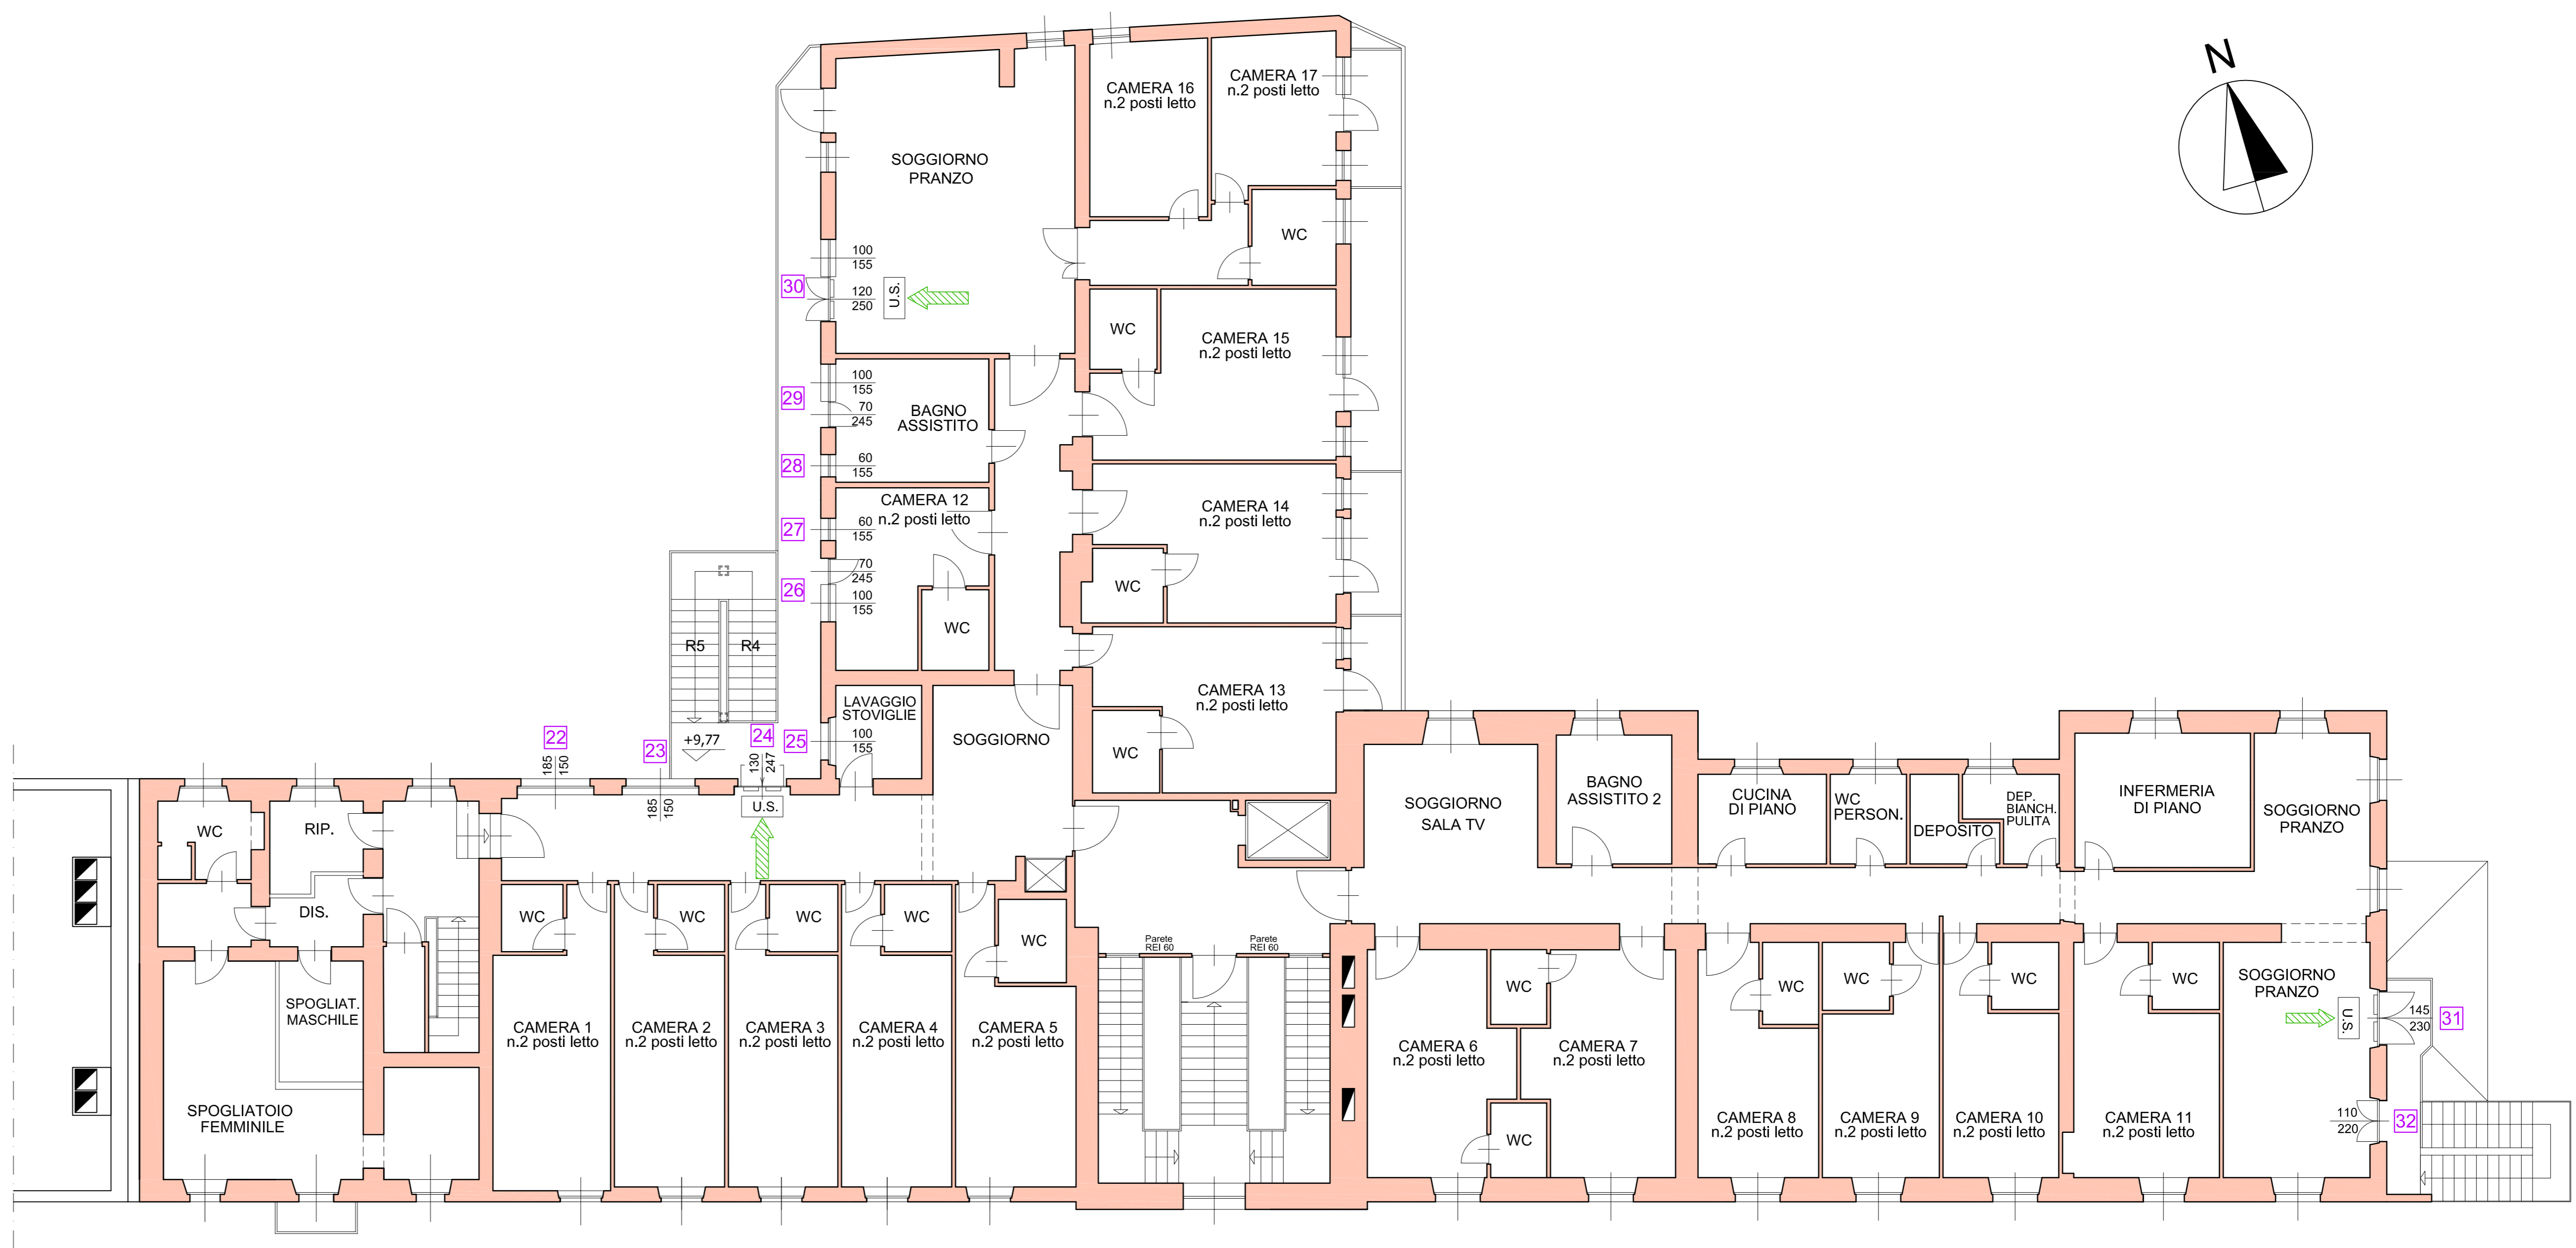 N
CAMERA 16
n.2 posti letto
CAMERA 17
n.2 posti letto
SOGGIORNO
PRANZO
WC
100
155
30
120
250
U.S.
WC
CAMERA 15
n.2 posti letto
29
100
155
70
245
BAGNO
ASSISTITO
28
60
155
CAMERA 12
n.2 posti letto
27
60
155
CAMERA 14
n.2 posti letto
26
70
245
100
155
WC
WC
R5
R4
CAMERA 13
n.2 posti letto
LAVAGGIO
STOVIGLIE
SOGGIORNO
WC
22
185
150
23
185
150
+9,77
24
130
247
25
100
155
U.S.
WC
RIP.
DIS.
SOGGIORNO
SALA TV
BAGNO
ASSISTITO 2
CUCINA
DI PIANO
WC
PERSON.
DEPOSITO
DEP.
BIANCH.
PULITA
INFERMERIA
DI PIANO
SOGGIORNO
PRANZO
WC
WC
WC
WC
WC
Parete
REI 60
Parete
REI 60
WC
WC
WC
WC
WC
SPOGLIAT.
MASCHILE
SOGGIORNO
PRANZO
U.S.
145
230
31
CAMERA 1
n.2 posti letto
CAMERA 2
n.2 posti letto
CAMERA 3
n.2 posti letto
CAMERA 4
n.2 posti letto
CAMERA 5
n.2 posti letto
CAMERA 6
n.2 posti letto
CAMERA 7
n.2 posti letto
SPOGLIATOIO
FEMMINILE
WC
CAMERA 8
n.2 posti letto
CAMERA 9
n.2 posti letto
CAMERA 10
n.2 posti letto
CAMERA 11
n.2 posti letto
110
220
32